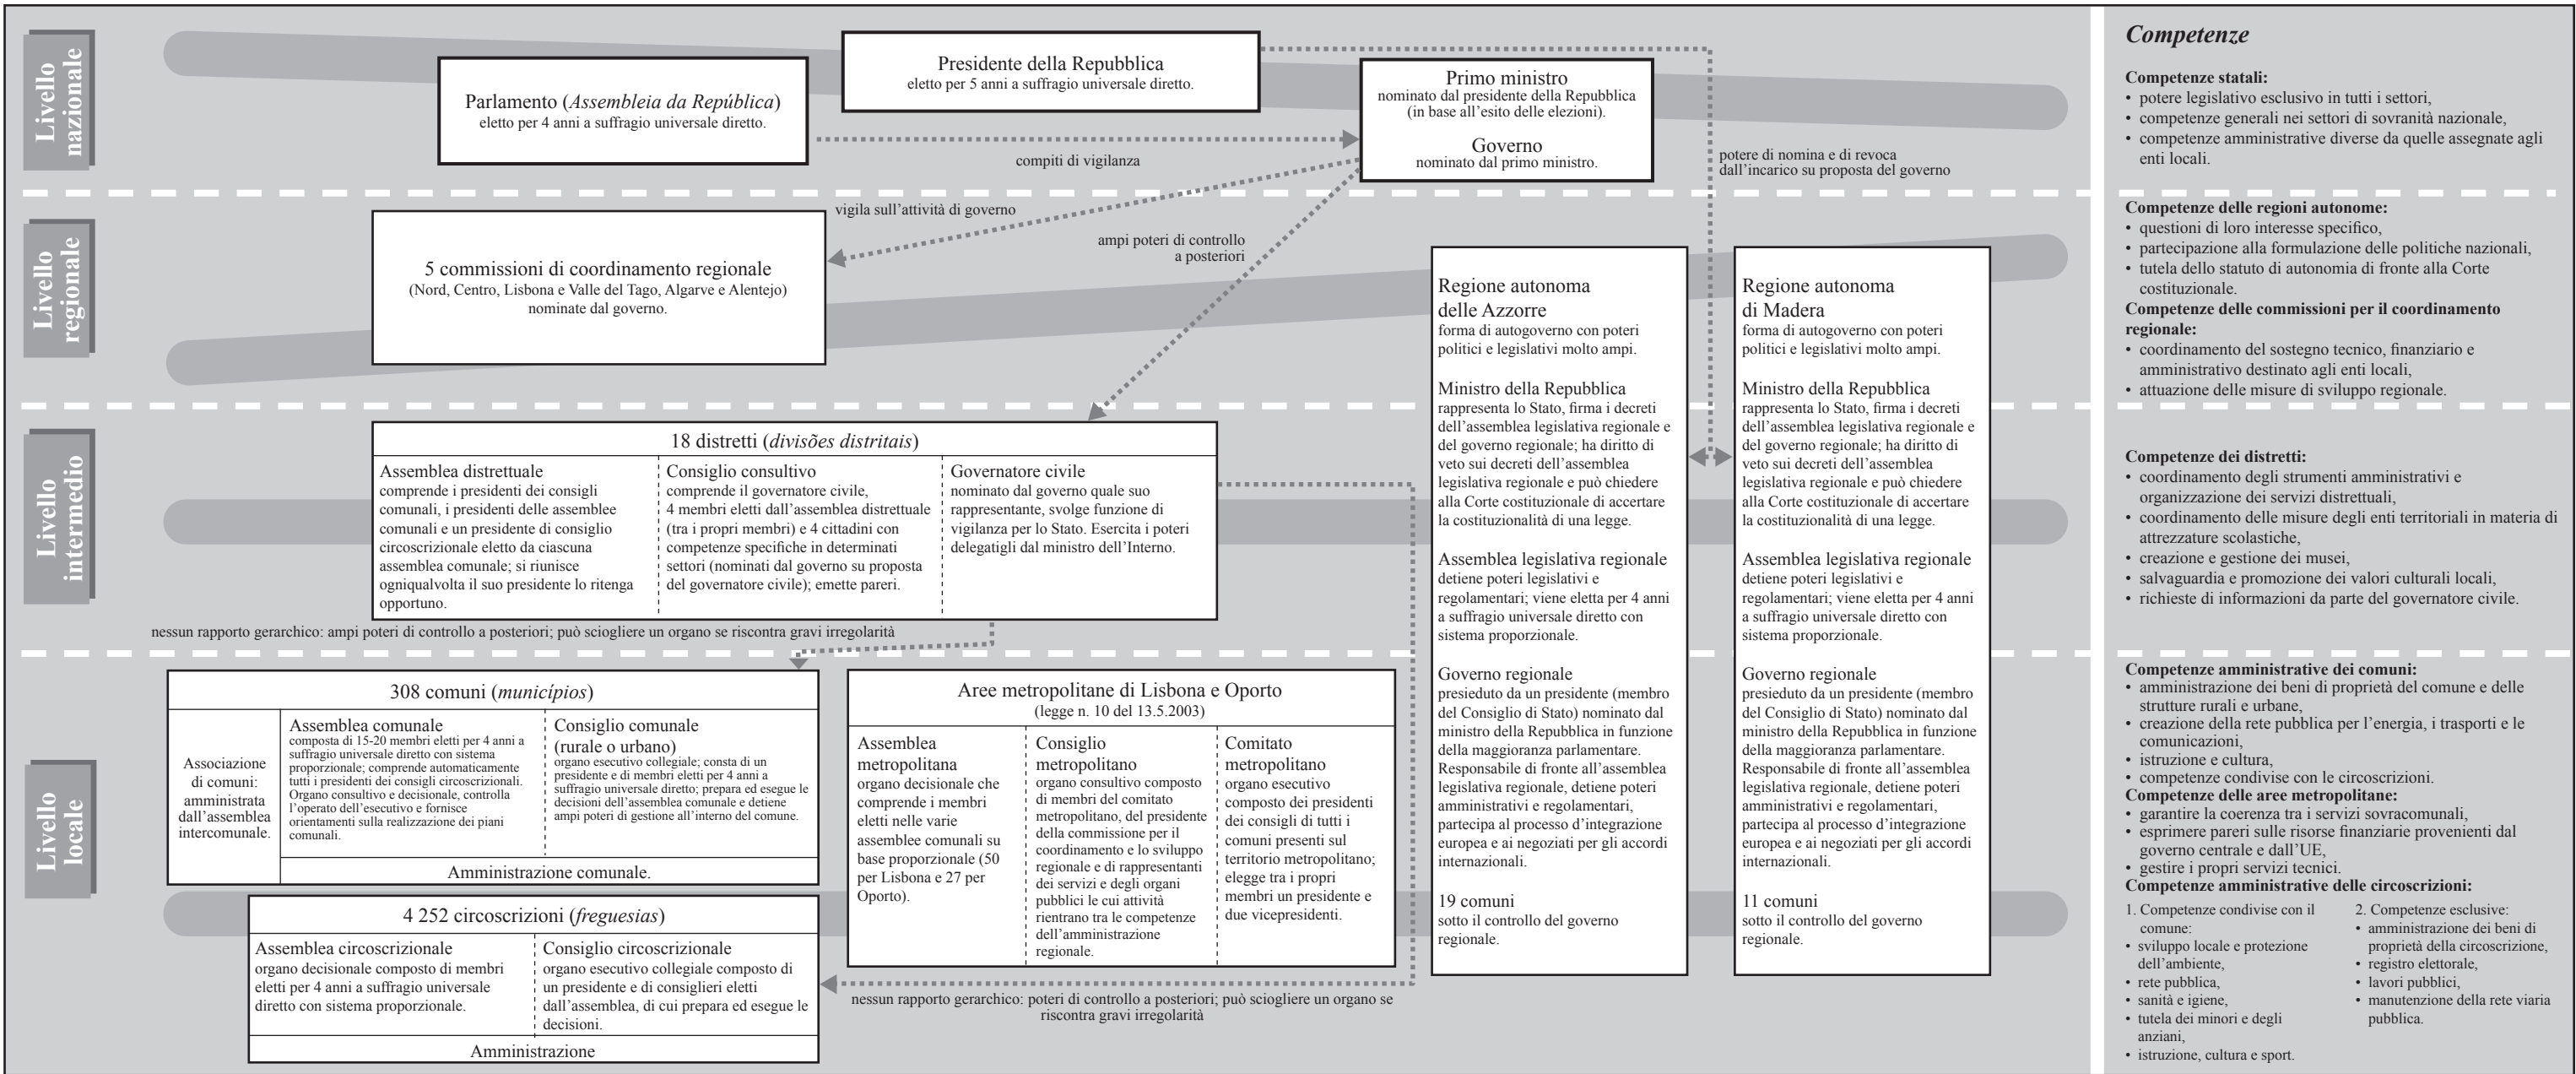 Livello
nazionale
Parlamento (Assembleia da República)
eletto per 4 anni a suffragio universale diretto.
Presidente della Repubblica
eletto per 5 anni a suffragio universale diretto.
Primo ministro
nominato dal presidente della Repubblica
(in base all'esito delle elezioni).
Governo
nominato dal primo ministro.
compiti di vigilanza
potere di nomina e di revoca
dall'incarico su proposta del governo
Livello
regionale
vigila sull'attività di governo
ampi poteri di controllo
a posteriori
5 commissioni di coordinamento regionale
(Nord, Centro, Lisbona e Valle del Tago, Algarve e Alentejo)
nominate dal governo.
Livello
intermedio
18 distretti (divisões distritais)
Assemblea distrettuale
comprende i presidenti dei consigli
comunali, i presidenti delle assemblee
comunali e un presidente di consiglio
circoscrizionale eletto da ciascuna
assemblea comunale; si riunisce
ogniqualvolta il suo presidente lo ritenga
opportuno.
Consiglio consultivo
comprende il governatore civile,
4 membri eletti dall'assemblea distrettuale
(tra i propri membri) e 4 cittadini con
competenze specifiche in determinati
settori (nominati dal governo su proposta
del governatore civile); emette pareri.
Governatore civile
nominato dal governo quale suo
rappresentante, svolge funzione di
vigilanza per lo Stato. Esercita i poteri
delegatigli dal ministro dell'Interno.
nessun rapporto gerarchico: ampi poteri di controllo a posteriori; può sciogliere un organo se riscontra gravi irregolarità
Livello
locale
308 comuni (municípios)
Associazione
di comuni:
amministrata
dall'assemblea
intercomunale.
Assemblea comunale
composta di 15-20 membri eletti per 4 anni a
suffragio universale diretto con sistema
proporzionale; comprende automaticamente
tutti i presidenti dei consigli circoscrizionali.
Organo consultivo e decisionale, controlla
l'operato dell'esecutivo e fornisce
orientamenti sulla realizzazione dei piani
comunali.
Consiglio comunale
(rurale o urbano)
organo esecutivo collegiale; consta di un
presidente e di membri eletti per 4 anni a
suffragio universale diretto; prepara ed esegue le
decisioni dell'assemblea comunale e detiene
ampi poteri di gestione all'interno del comune.
Amministrazione comunale.
4 252 circoscrizioni (freguesias)
Assemblea circoscrizionale
organo decisionale composto di membri
eletti per 4 anni a suffragio universale
diretto con sistema proporzionale.
Consiglio circoscrizionale
organo esecutivo collegiale composto di
un presidente e di consiglieri eletti
dall'assemblea, di cui prepara ed esegue le
decisioni.
Amministrazione
Aree metropolitane di Lisbona e Oporto
(legge n. 10 del 13.5.2003)
Assemblea
metropolitana
organo decisionale che
comprende i membri
eletti nelle varie
assemblee comunali su
base proporzionale (50
per Lisbona e 27 per
Oporto).
Consiglio
metropolitano
organo consultivo composto
di membri del comitato
metropolitano, del presidente
della commissione per il
coordinamento e lo sviluppo
regionale e di rappresentanti
dei servizi e degli organi
pubblici le cui attività
rientrano tra le competenze
dell'amministrazione
regionale.
Comitato
metropolitano
organo esecutivo
composto dei presidenti
dei consigli di tutti i
comuni presenti sul
territorio metropolitano;
elegge tra i propri
membri un presidente e
due vicepresidenti.
nessun rapporto gerarchico: poteri di controllo a posteriori; può sciogliere un organo se
riscontra gravi irregolarità
Regione autonoma
delle Azzorre
forma di autogoverno con poteri
politici e legislativi molto ampi.
Ministro della Repubblica
rappresenta lo Stato, firma i decreti
dell'assemblea legislativa regionale e
del governo regionale; ha diritto di
veto sui decreti dell'assemblea
legislativa regionale e può chiedere
alla Corte costituzionale di accertare
la costituzionalità di una legge.
Assemblea legislativa regionale
detiene poteri legislativi e
regolamentari; viene eletta per 4 anni
a suffragio universale diretto con
sistema proporzionale.
Governo regionale
presieduto da un presidente (membro
del Consiglio di Stato) nominato dal
ministro della Repubblica in funzione
della maggioranza parlamentare.
Responsabile di fronte all'assemblea
legislativa regionale, detiene poteri
amministrativi e regolamentari,
partecipa al processo d'integrazione
europea e ai negoziati per gli accordi
internazionali.
19 comuni
sotto il controllo del governo
regionale.
Regione autonoma
di Madera
forma di autogoverno con poteri
politici e legislativi molto ampi.
Ministro della Repubblica
rappresenta lo Stato, firma i decreti
dell'assemblea legislativa regionale e
del governo regionale; ha diritto di
veto sui decreti dell'assemblea
legislativa regionale e può chiedere
alla Corte costituzionale di accertare
la costituzionalità di una legge.
Assemblea legislativa regionale
detiene poteri legislativi e
regolamentari; viene eletta per 4 anni
a suffragio universale diretto con
sistema proporzionale.
Governo regionale
presieduto da un presidente (membro
del Consiglio di Stato) nominato dal
ministro della Repubblica in funzione
della maggioranza parlamentare.
Responsabile di fronte all'assemblea
legislativa regionale, detiene poteri
amministrativi e regolamentari,
partecipa al processo d'integrazione
europea e ai negoziati per gli accordi
internazionali.
11 comuni
sotto il controllo del governo
regionale.
Competenze
Competenze statali:
• potere legislativo esclusivo in tutti i settori,
• competenze generali nei settori di sovranità nazionale,
• competenze amministrative diverse da quelle assegnate agli
enti locali.
Competenze delle regioni autonome:
• questioni di loro interesse specifico,
• partecipazione alla formulazione delle politiche nazionali,
• tutela dello statuto di autonomia di fronte alla Corte
costituzionale.
Competenze delle commissioni per il coordinamento
regionale:
• coordinamento del sostegno tecnico, finanziario e
amministrativo destinato agli enti locali,
• attuazione delle misure di sviluppo regionale.
Competenze dei distretti:
• coordinamento degli strumenti amministrativi e
organizzazione dei servizi distrettuali,
• coordinamento delle misure degli enti territoriali in materia di
attrezzature scolastiche,
• creazione e gestione dei musei,
• salvaguardia e promozione dei valori culturali locali,
• richieste di informazioni da parte del governatore civile.
Competenze amministrative dei comuni:
• amministrazione dei beni di proprietà del comune e delle
strutture rurali e urbane,
• creazione della rete pubblica per l'energia, i trasporti e le
comunicazioni,
• istruzione e cultura,
• competenze condivise con le circoscrizioni.
Competenze delle aree metropolitane:
• garantire la coerenza tra i servizi sovracomunali,
• esprimere pareri sulle risorse finanziarie provenienti dal
governo centrale e dall'UE,
• gestire i propri servizi tecnici.
Competenze amministrative delle circoscrizioni:
1. Competenze condivise con il
comune:
• sviluppo locale e protezione
dell'ambiente,
• rete pubblica,
• sanità e igiene,
• tutela dei minori e degli
anziani,
• istruzione, cultura e sport.
2. Competenze esclusive:
• amministrazione dei beni di
proprietà della circoscrizione,
• registro elettorale,
• lavori pubblici,
• manutenzione della rete viaria
pubblica.